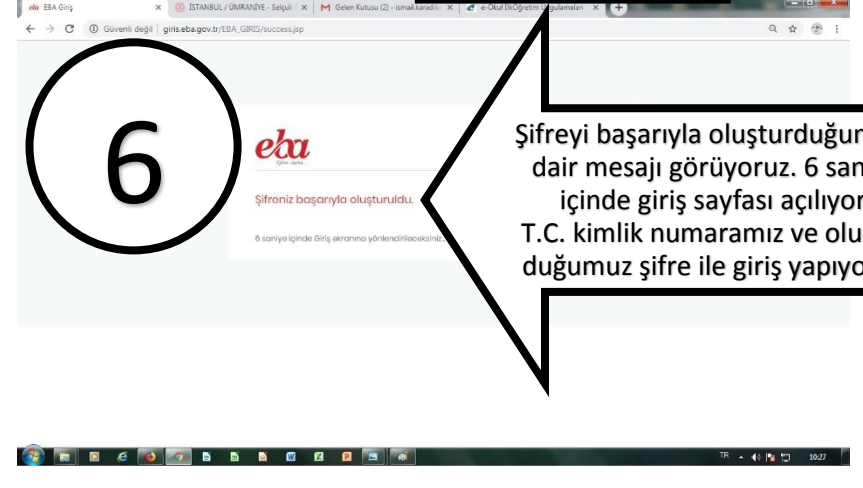 EBA Giriş
İSTANBUL / ÜMRANİYE - Selçuk
Gelen Kutusu (2) - ismail.karadi
e-Okul İlköğretim Uygulamaları
Güvenli değil | giris.eba.gov.tr/EBA_GIRIS/success.jsp
6
eba
Şifreniz başarıyla oluşturuldu.
6 saniye içinde Giriş ekranına yönlendirileceksiniz..
Şifreyi başarıyla oluşturduğum
dair mesajı görüyoruz. 6 san
içinde giriş sayfası açılıyor
T.C. kimlik numaramız ve olu
duğumuz şifre ile giriş yapıyo
TR
10:27